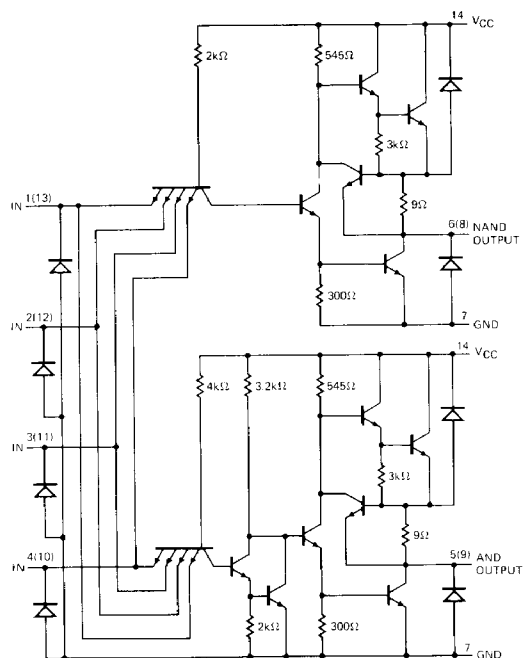 14
VCC
2kΩ
545Ω
3kΩ
9Ω
IN 1(13)
6(8) NAND
OUTPUT
300Ω
IN 2(12)
7
GND
14
VCC
4kΩ
3.2kΩ
545Ω
IN 3(11)
3kΩ
9Ω
IN 4(10)
5(9) AND
OUTPUT
2kΩ
300Ω
7
GND